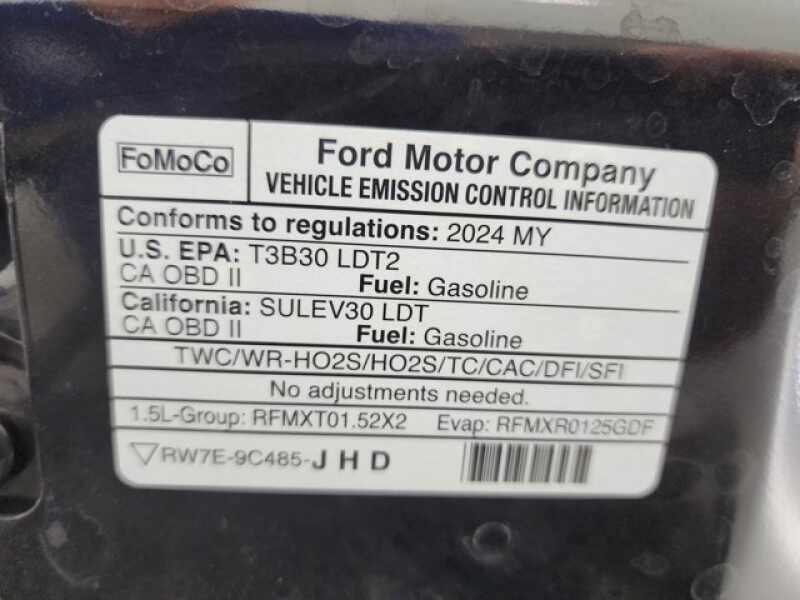 FoMoCo
Ford Motor Company
VEHICLE EMISSION CONTROL INFORMATION
Conforms to regulations: 2024 MY
U.S. EPA: T3B30 LDT2
CA OBD II Fuel: Gasoline
California: SULEV30 LDT
CA OBD II Fuel: Gasoline
TWC/WR-HO2S/HO2S/TC/CAC/DFI/SFI
No adjustments needed.
1.5L-Group: RFMXT01.52X2 Evap: RFMXR0125GDF
RW7E-9C485-JHD